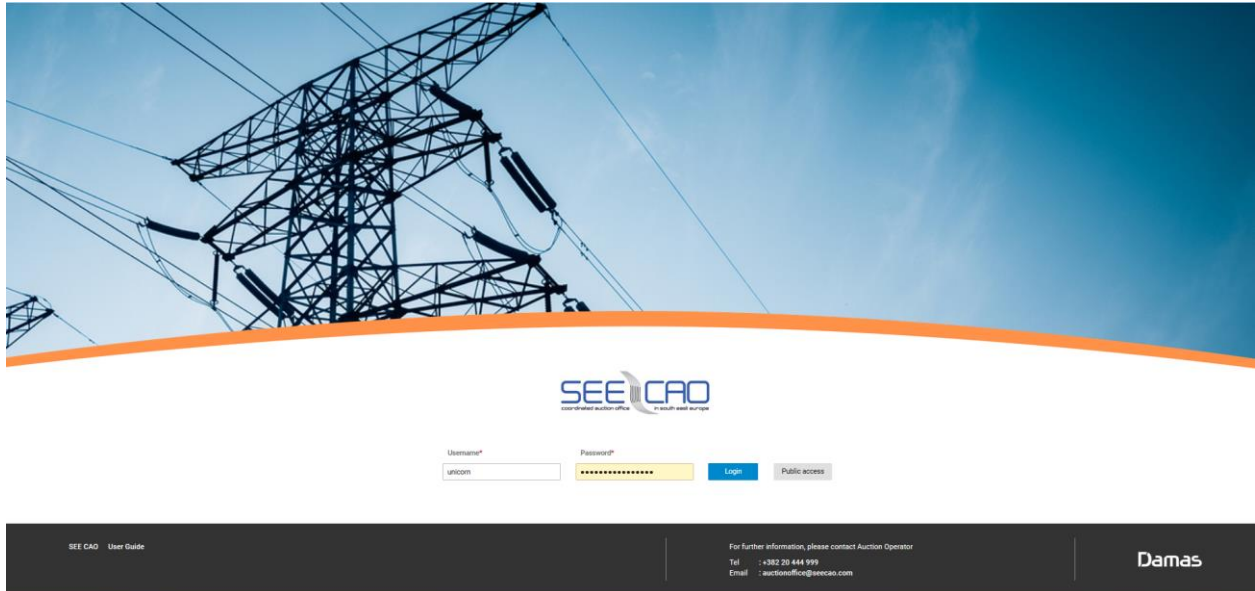 SEE CAO
coordinated auction office in south east europe
Username* Password*
unicorn •••••••••••••••• Login Public access
SEE CAO User Guide
For further information, please contact Auction Operator
Tel : +382 20 444 999
Email : auctionoffice@seecao.com
Damas